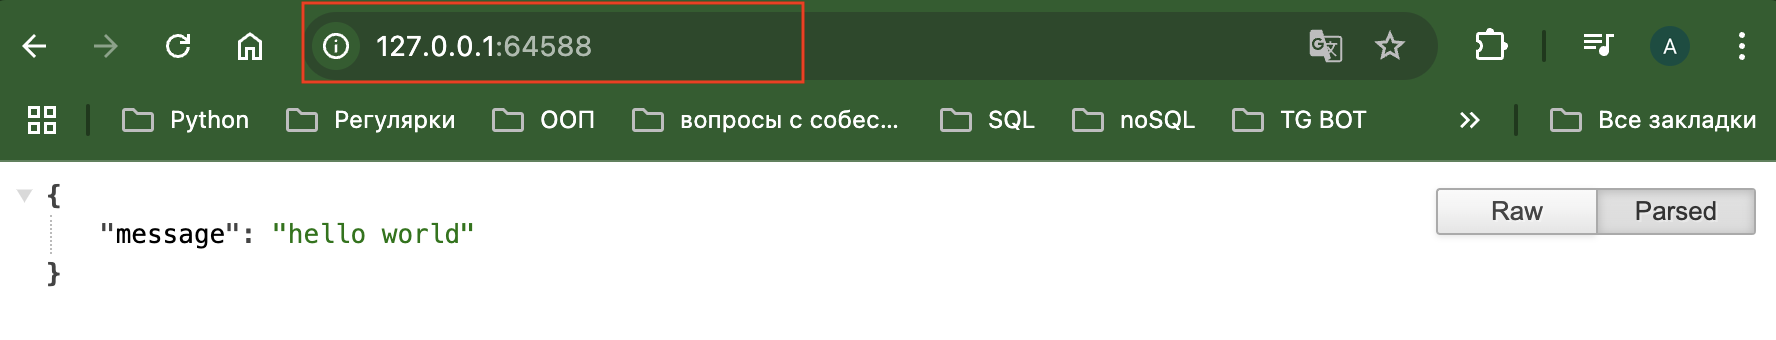 127.0.0.1:64588
A
Python Регулярки ООП вопросы с собес... SQL noSQL TG BOT » Все закладки
{
Raw Parsed
"message": "hello world"
}